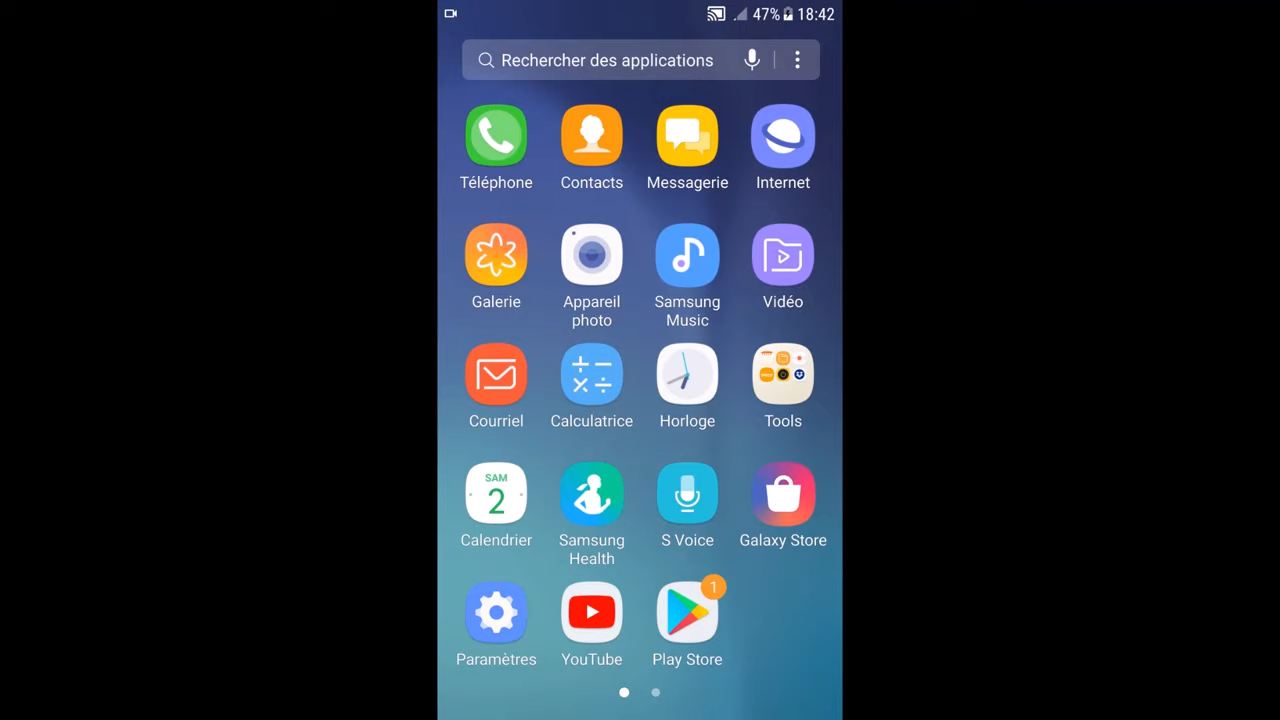 47% 18:42
Rechercher des applications
Téléphone Contacts Messagerie Internet
Galerie Appareil photo Samsung Music Vidéo
Courriel Calculatrice Horloge Tools
SAM
2
Calendrier Samsung Health S Voice Galaxy Store
1
Paramètres YouTube Play Store